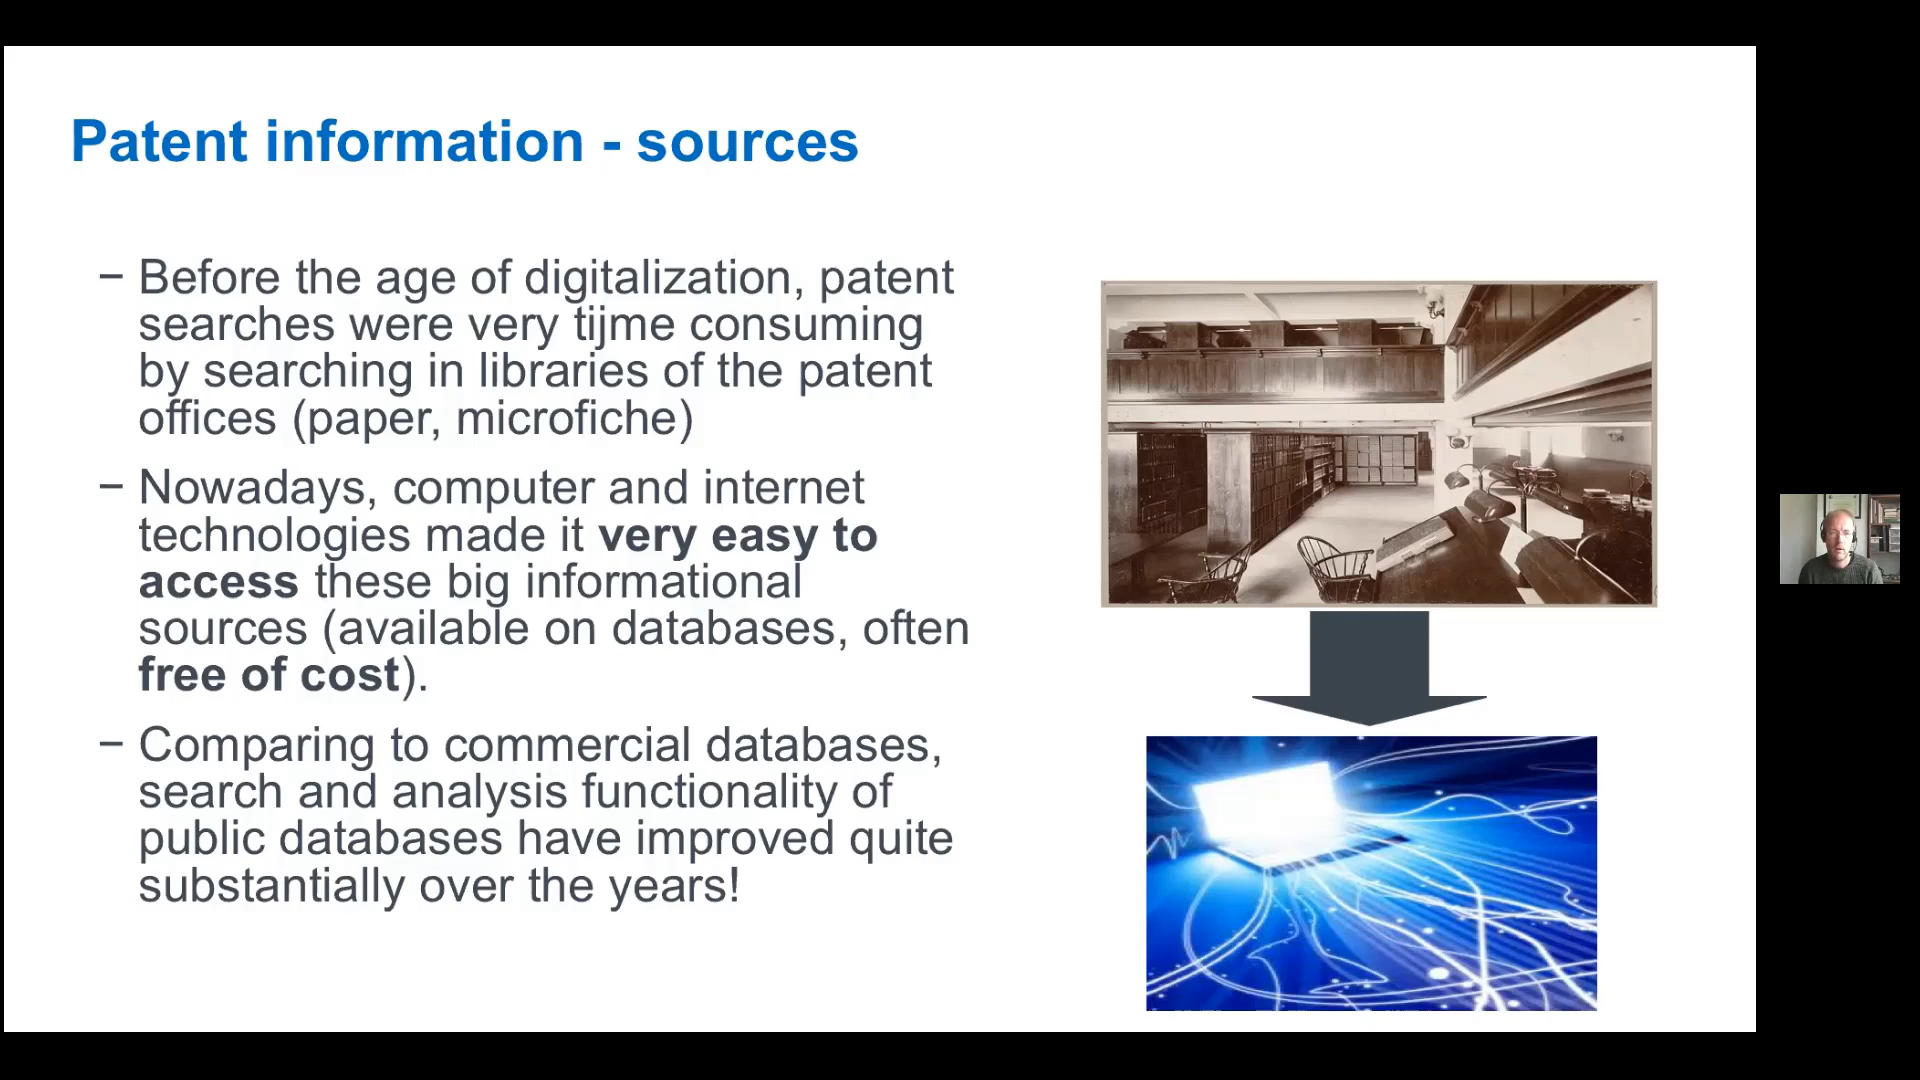 Patent information - sources
− Before the age of digitalization, patent
searches were very tijme consuming
by searching in libraries of the patent
offices (paper, microfiche)
− Nowadays, computer and internet
technologies made it very easy to
access these big informational
sources (available on databases, often
free of cost).
− Comparing to commercial databases,
search and analysis functionality of
public databases have improved quite
substantially over the years!